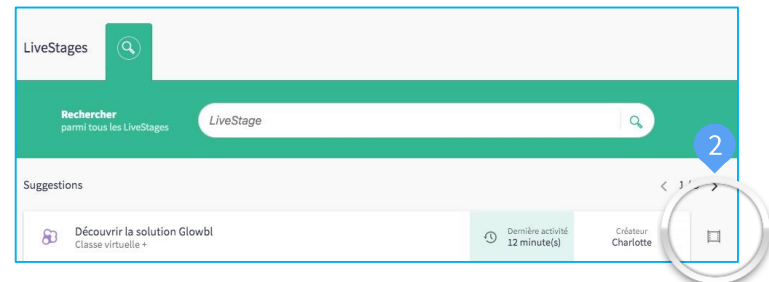 LiveStages
Rechercher
parmi tous les LiveStages
LiveStage
2
Suggestions
Découvrir la solution Glowbl
Classe virtuelle +
Dernière activité
12 minute(s)
Créateur
Charlotte